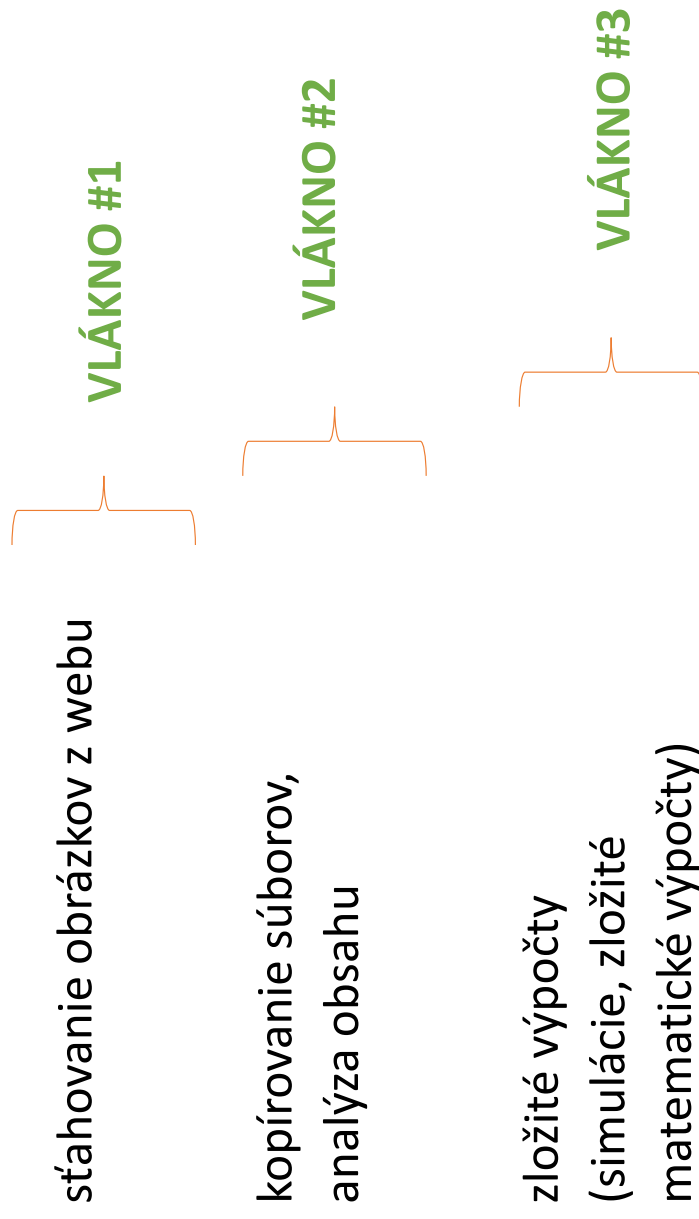 sťahovanie obrázkov z webu
VLÁKNO #1
kopírovanie súborov,
analýza obsahu
VLÁKNO #2
zložité výpočty
(simulácie, zložité
matematické výpočty)
VLÁKNO #3